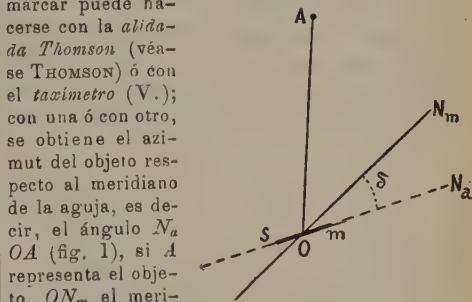 marcar puede ha-
cerse con la alida-
da Thomson (véa-
se THOMSON) ó con
el taxímetro (V.);
con una ó con otro,
se obtiene el azi-
mut del objeto res-
pecto al meridiano
de la aguja, es de-
cir, el ángulo Na
OA (fig. 1), si A
representa el obje-
to, ONm el meri-
A
Nm
δ
Na
S
m
O